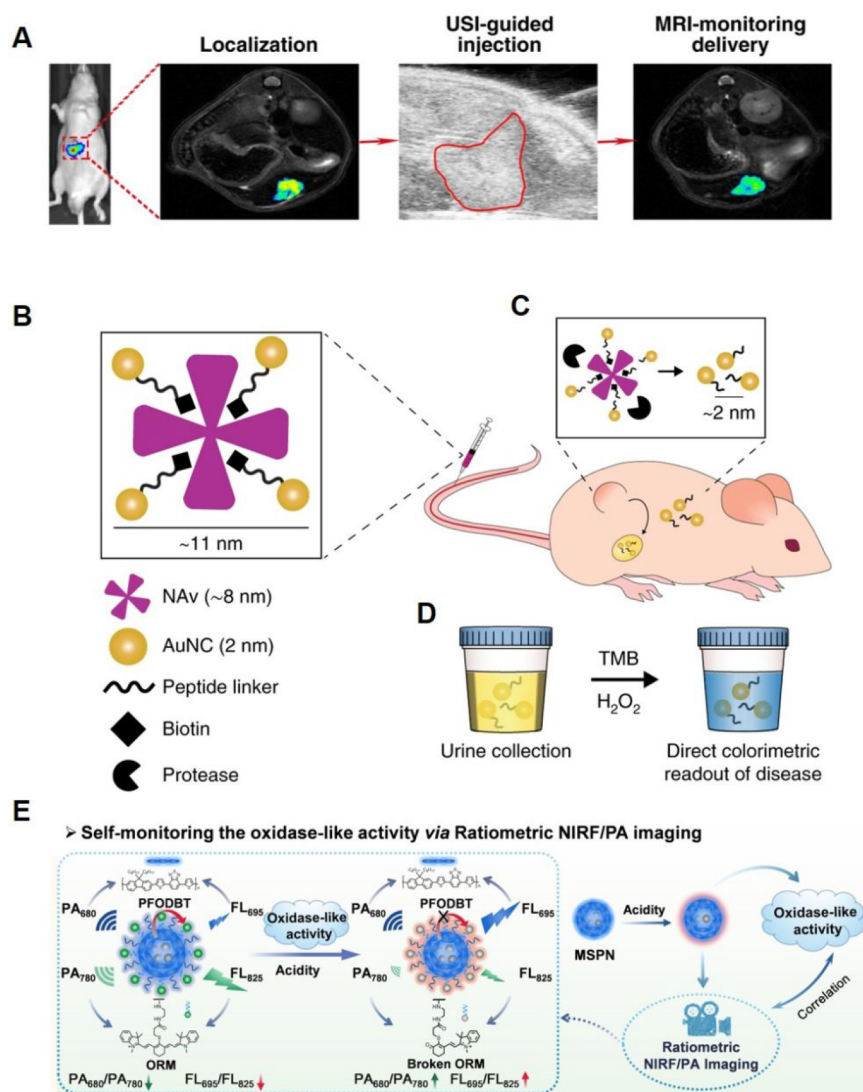 A
Localization
USI-guided
injection
MRI-monitoring
delivery
B
~11 nm
NAv (~8 nm)
AuNC (2 nm)
Peptide linker
Biotin
Protease
C
~2 nm
D
TMB
H₂O₂
Urine collection
Direct colorimetric
readout of disease
E
➢ Self-monitoring the oxidase-like activity via Ratiometric NIRF/PA imaging
PFODBT
PA₆₈₀
FL₆₉₅
PA₇₈₀
FL₈₂₅
ORM
PA₆₈₀/PA₇₈₀ FL₆₉₅/FL₈₂₅
Oxidase-like
activity
Acidity
PFODBT
PA₆₈₀
FL₆₉₅
PA₇₈₀
FL₈₂₅
Broken ORM
PA₆₈₀/PA₇₈₀ FL₆₉₅/FL₈₂₅
MSPN
Acidity
Oxidase-like
activity
Correlation
Ratiometric
NIRF/PA Imaging